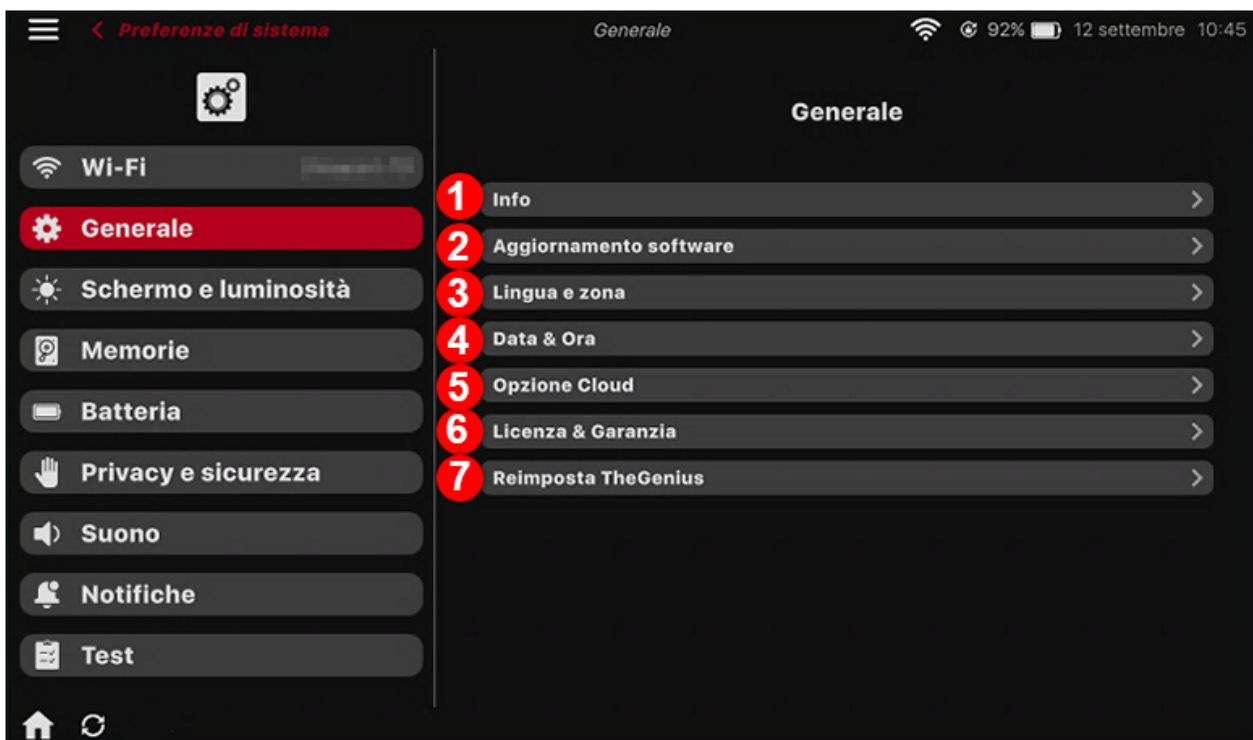 Preferenze di sistema
Generale
92%
12 settembre 10:45
Wi-Fi
Generale
Schermo e luminosità
Memorie
Batteria
Privacy e sicurezza
Suono
Notifiche
Test
Generale
1 Info
2 Aggiornamento software
3 Lingua e zona
4 Data & Ora
5 Opzione Cloud
6 Licenza & Garanzia
7 Reimposta TheGenius